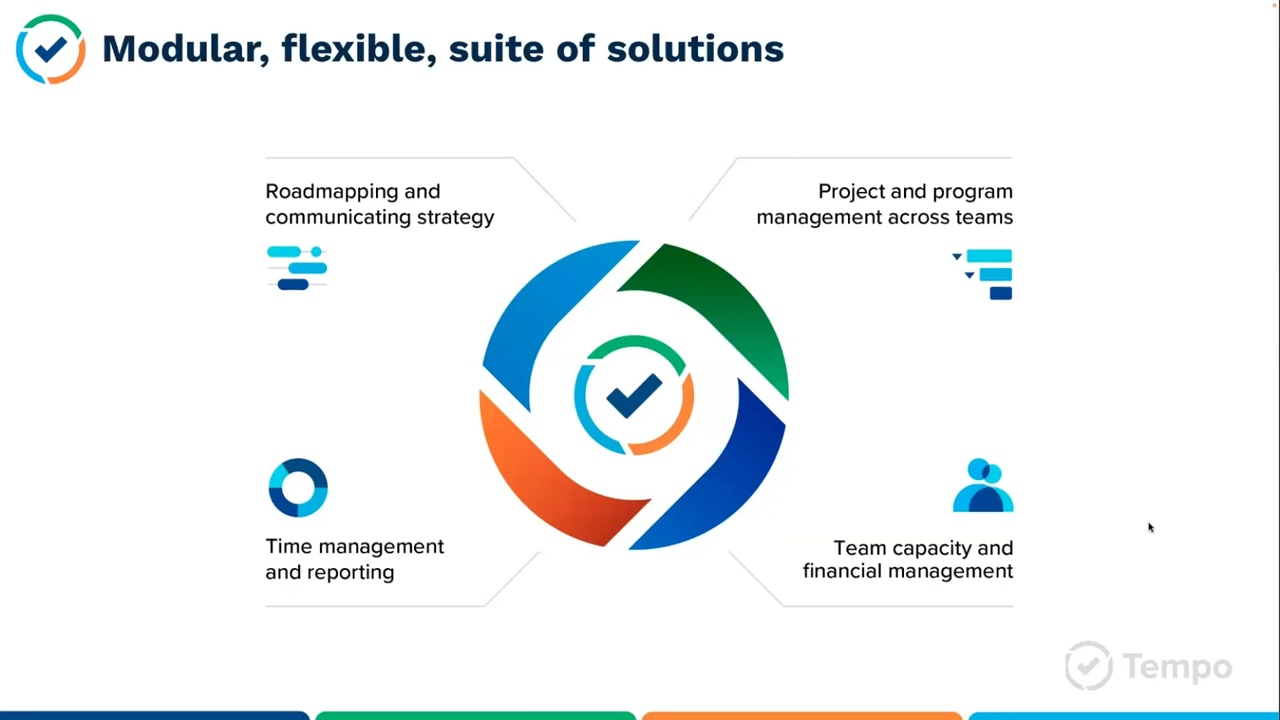 Modular, flexible, suite of solutions
Roadmapping and
communicating strategy
Project and program
management across teams
Time management
and reporting
Team capacity and
financial management
Tempo